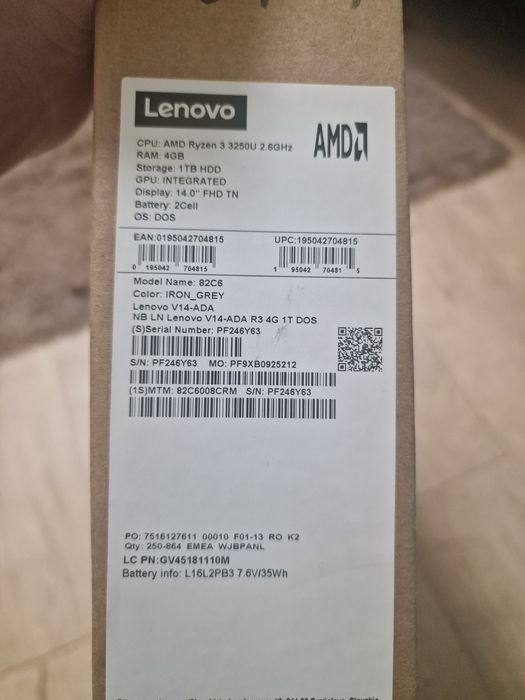 Lenovo
AMD
CPU: AMD Ryzen 3 3250U 2.6GHz
RAM: 4GB
Storage: 1TB HDD
GPU: INTEGRATED
Display: 14.0" FHD TN
Battery: 2Cell
OS: DOS
EAN:0195042704815 UPC:195042704815
0 195042 704815 1 95042 70481 5
Model Name: 82C6
Color: IRON_GREY
Lenovo V14-ADA
NB LN Lenovo V14-ADA R3 4G 1T DOS
(S)Serial Number: PF246Y63
S/N: PF246Y63 MO: PF9XB0925212
(1S)MTM: 82C6008CRM S/N: PF246Y63
PO: 7516127611 00010 F01-13 RO K2
Qty: 250-864 EMEA WJBPANL
LC PN:GV45181110M
Battery info: L16L2PB3 7.6V/35Wh